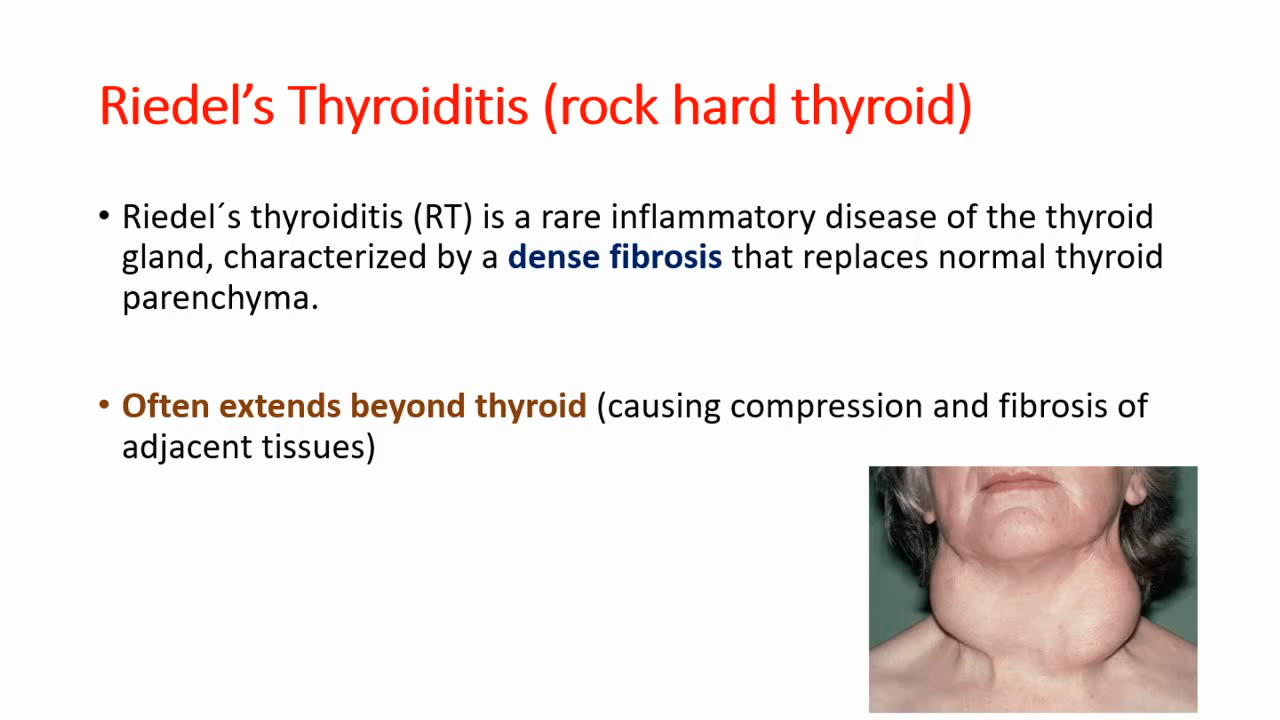 Riedel’s Thyroiditis (rock hard thyroid)
• Riedel´s thyroiditis (RT) is a rare inflammatory disease of the thyroid
gland, characterized by a dense fibrosis that replaces normal thyroid
parenchyma.
• Often extends beyond thyroid (causing compression and fibrosis of
adjacent tissues)